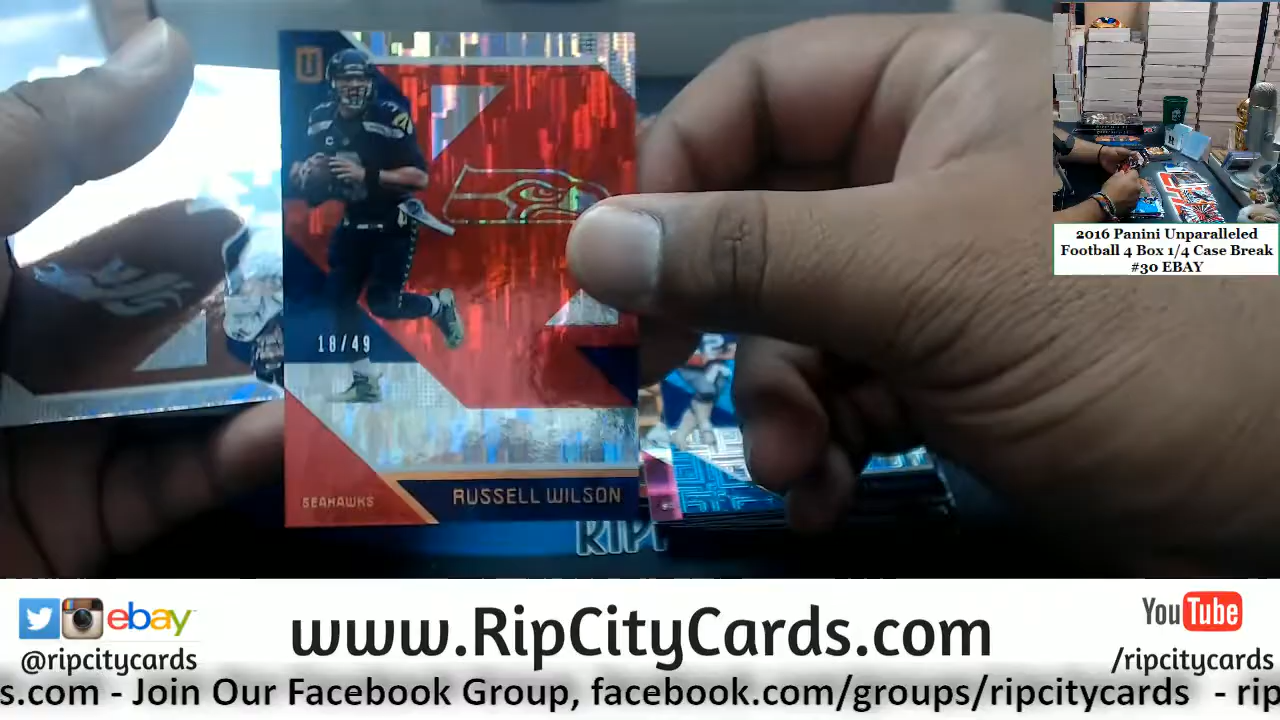 U
18/49
SEAHAWKS
RUSSELL WILSON
2016 Panini Unparalleled
Football 4 Box 1/4 Case Break
#30 EBAY
ebay
@ripcitycards
www.RipCityCards.com
YouTube
/ripcitycards
s.com - Join Our Facebook Group, facebook.com/groups/ripcitycards - rip